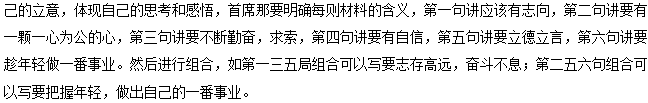 己的立意，体现自己的思考和感悟，首席那要明确每则材料的含义，第一句讲应该有志向，第二句讲要有
一颗一心为公的心，第三句讲要不断勤奋，求索，第四句讲要有自信，第五句讲要立德立言，第六句讲要
趁年轻做一番事业。然后进行组合，如第一三五局组合可以写要志存高远，奋斗不息；第二五六句组合可
以写要把握年轻，做出自己的一番事业。